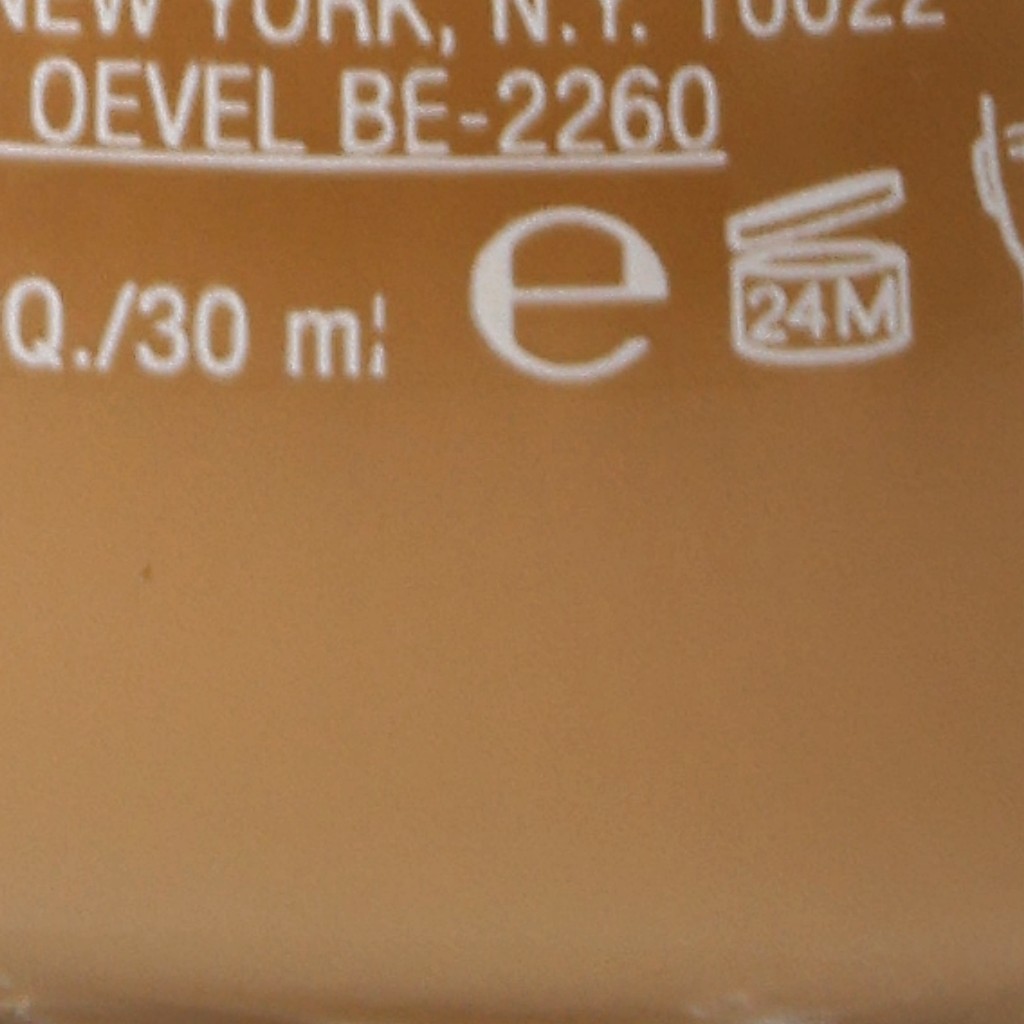 NEW YORK, N.Y. 10022
OEVEL BE-2260
Q./30 ml e 24M